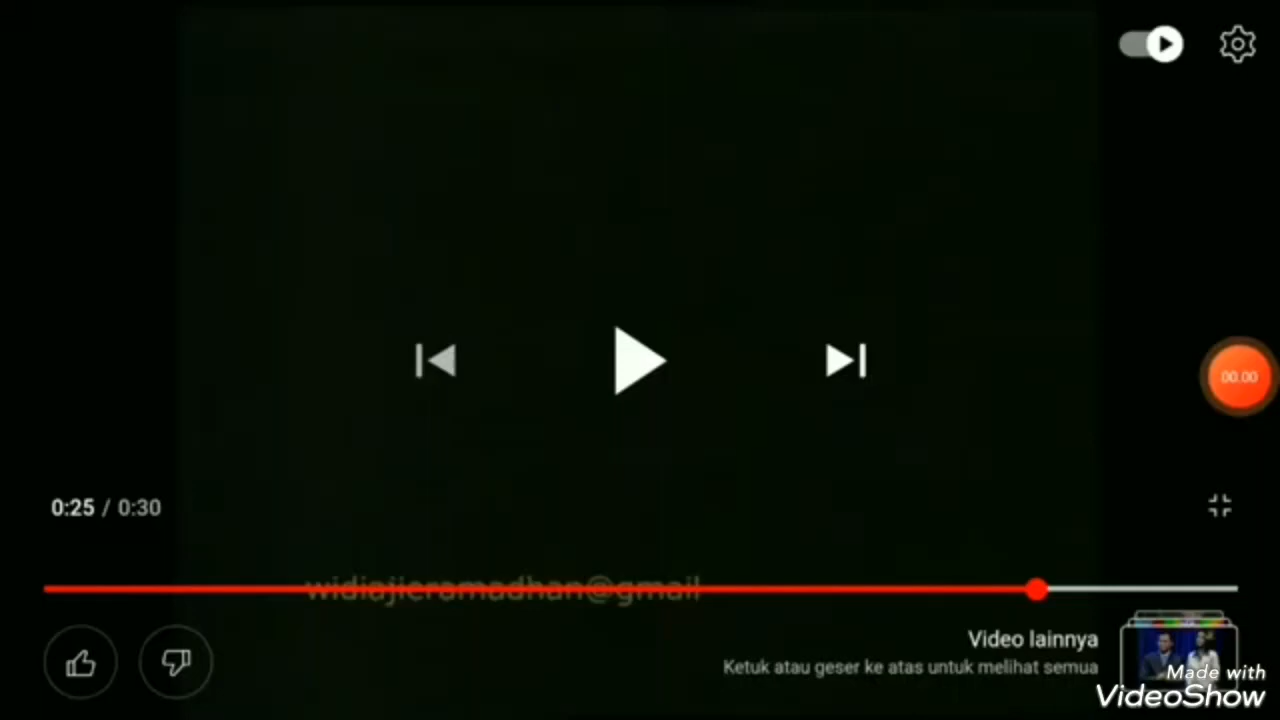 00.00
0:25 / 0:30
widiajieramadhan@gmail
Video lainnya
Ketuk atau geser ke atas untuk melihat semua
Made with
VideoShow